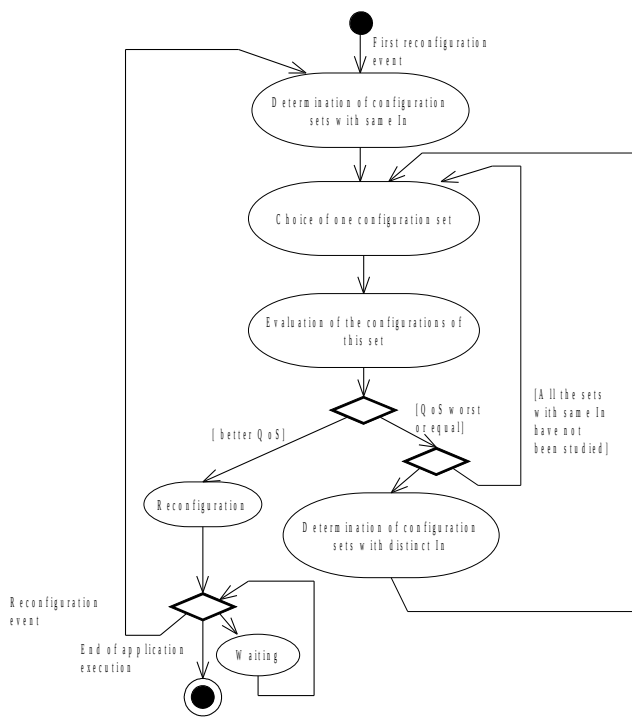 First reconfiguration
event
Determination of configuration
sets with same In
Choice of one configuration set
Evaluation of the configurations of
this set
[All the sets
with same In
have not
been studied]
[QoS worst
or equal]
[better QoS]
Reconfiguration
Determination of configuration
sets with distinct In
Reconfiguration
event
End of application
execution
Waiting